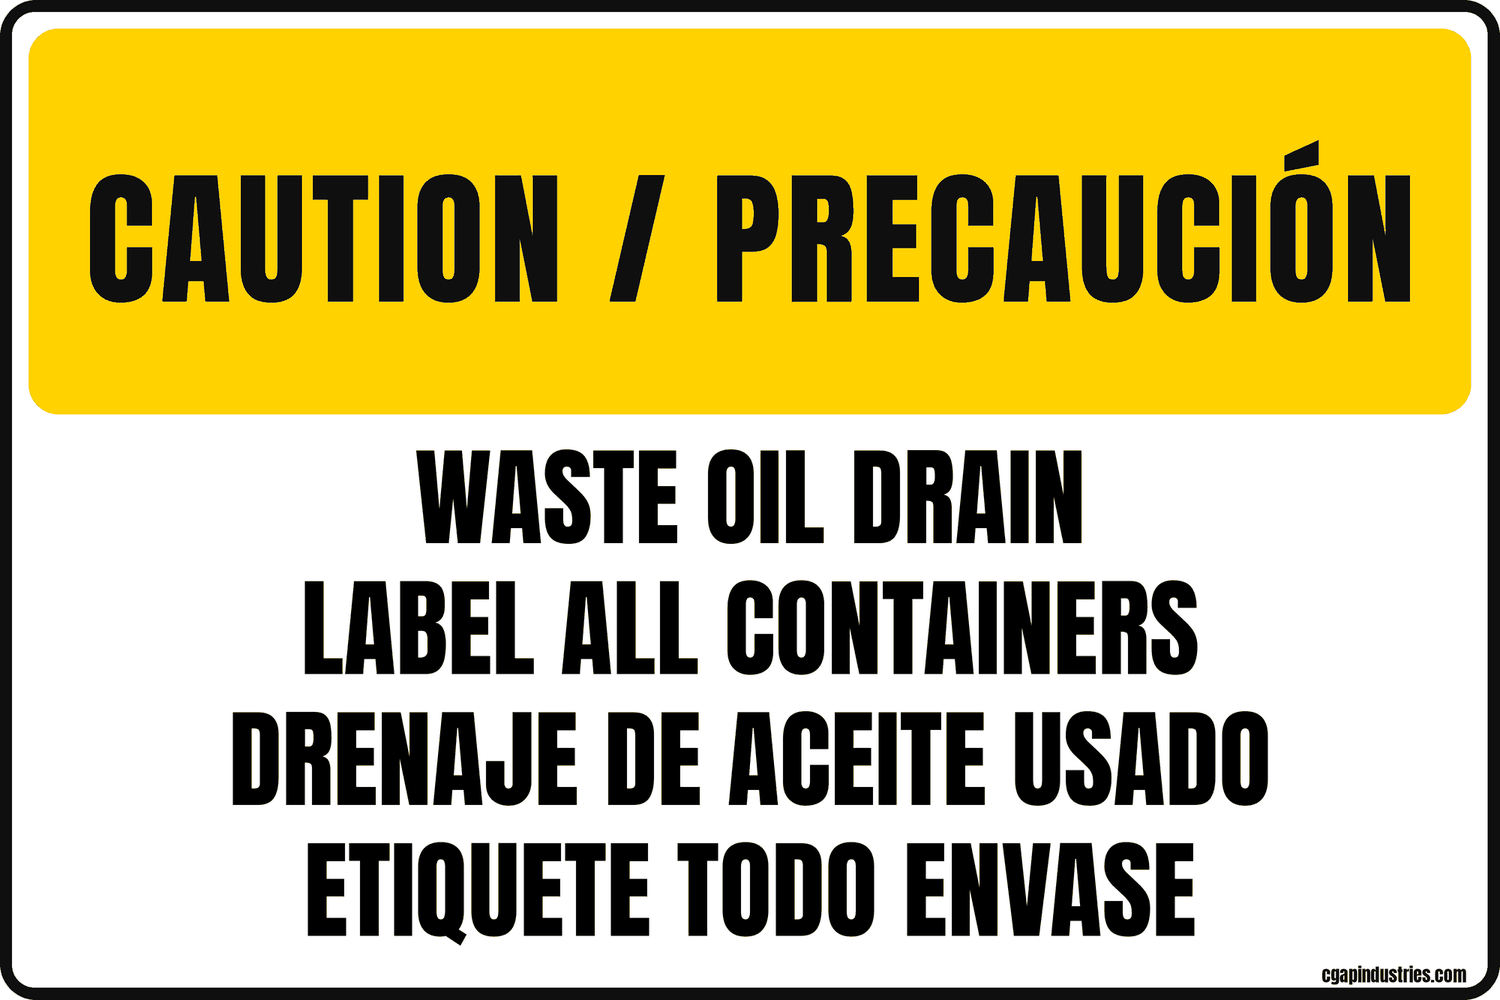 CAUTION / PRECAUCIÓN
WASTE OIL DRAIN
LABEL ALL CONTAINERS
DRENAJE DE ACEITE USADO
ETIQUETE TODO ENVASE
cgapindustries.com